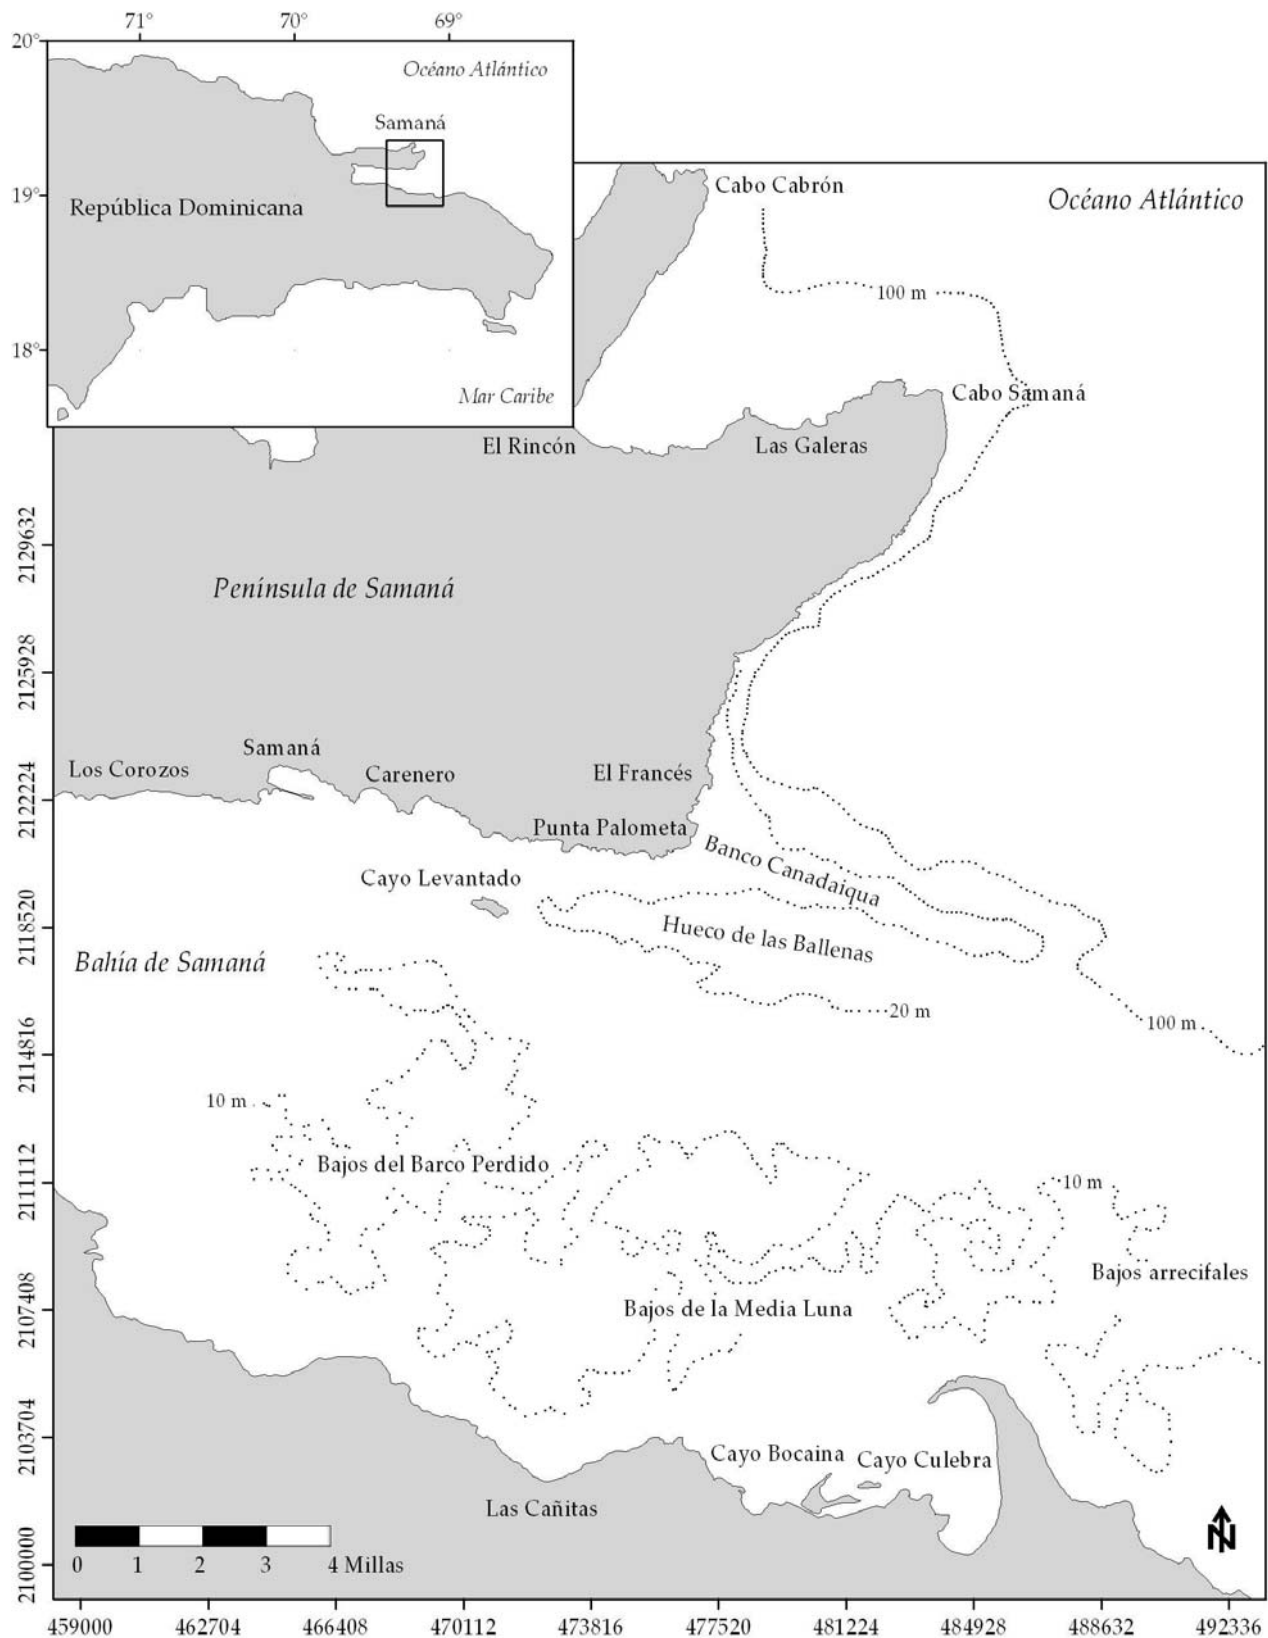 71°
70°
69°
20°
Océano Atlántico
Samaná
19°
República Dominicana
18°
Mar Caribe
Cabo Cabrón
Océano Atlántico
100 m
Cabo Samaná
El Rincón
Las Galeras
2129632
Península de Samaná
2125928
Samaná
Los Corozos
Carenero
El Francés
2122224
Punta Palometa
Banco Canadaiqua
Cayo Levantado
2118520
Hueco de las Ballenas
Bahía de Samaná
20 m
100 m
2114816
10 m
Bajos del Barco Perdido
2111112
10 m
Bajos arrecifales
2107408
Bajos de la Media Luna
2103704
Cayo Bocaina
Cayo Culebra
Las Cañitas
N
0 1 2 3 4 Millas
2100000
459000 462704 466408 470112 473816 477520 481224 484928 488632 492336